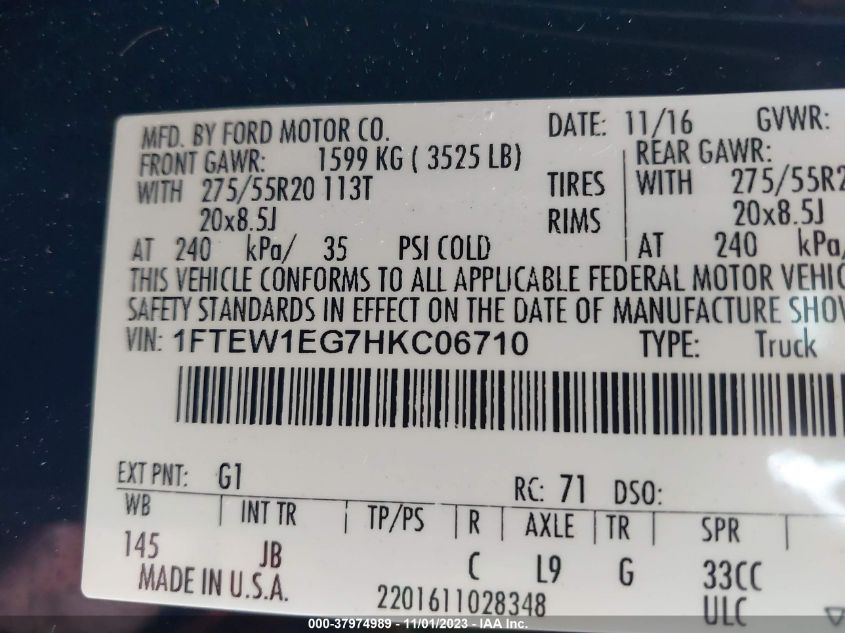 MFD. BY FORD MOTOR CO. DATE: 11/16 GVWR:
FRONT GAWR: 1599 KG ( 3525 LB) REAR GAWR:
WITH 275/55R20 113T TIRES WITH 275/55R2
20x8.5J RIMS 20x8.5J
AT 240 kPa/ 35 PSI COLD AT 240 kPa/
THIS VEHICLE CONFORMS TO ALL APPLICABLE FEDERAL MOTOR VEHIC
SAFETY STANDARDS IN EFFECT ON THE DATE OF MANUFACTURE SHOW
VIN: 1FTEW1EG7HKC06710 TYPE: Truck
EXT PNT: G1 RC: 71 DSO:
WB INT TR TP/PS R AXLE TR SPR
145 JB C L9 G 33CC
MADE IN U.S.A. 2201611028348 ULC
000-37974989 - 11/01/2023 - IAAI Inc.